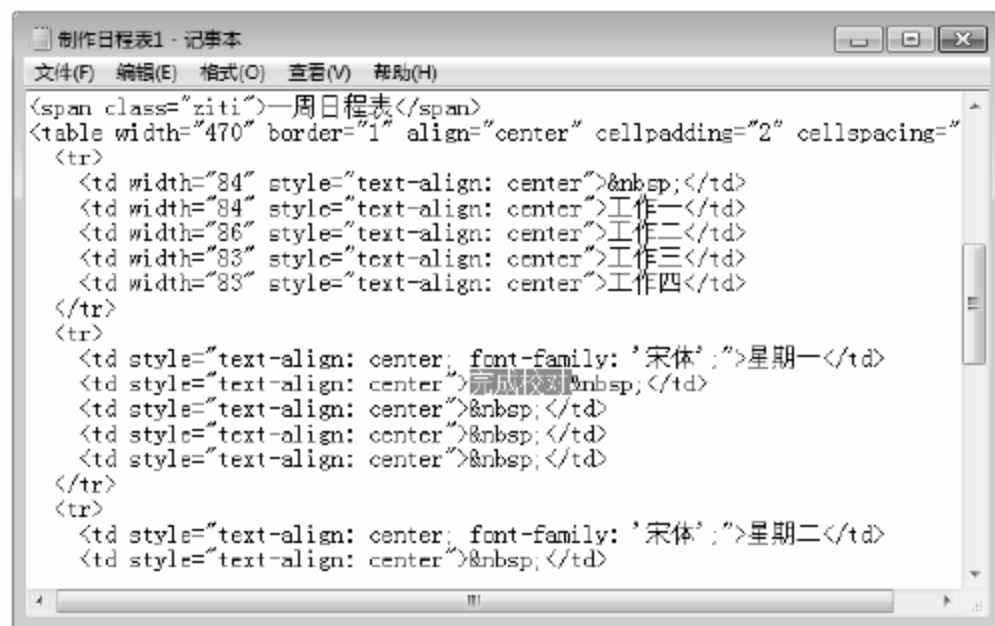 制作日程表1 - 记事本
文件(F) 编辑(E) 格式(O) 查看(V) 帮助(H)
<span class="ziti">一周日程表</span>
<table width="470" border="1" align="center" cellpadding="2" cellspacing="
<tr>
<td width="84" style="text-align: center">&nbsp;</td>
<td width="84" style="text-align: center">工作一</td>
<td width="86" style="text-align: center">工作二</td>
<td width="83" style="text-align: center">工作三</td>
<td width="83" style="text-align: center">工作四</td>
</tr>
<tr>
<td style="text-align: center; font-family: '宋体';">星期一</td>
<td style="text-align: center">完成校对&nbsp;</td>
<td style="text-align: center">&nbsp;</td>
<td style="text-align: center">&nbsp;</td>
<td style="text-align: center">&nbsp;</td>
</tr>
<tr>
<td style="text-align: center; font-family: '宋体';">星期二</td>
<td style="text-align: center">&nbsp;</td>